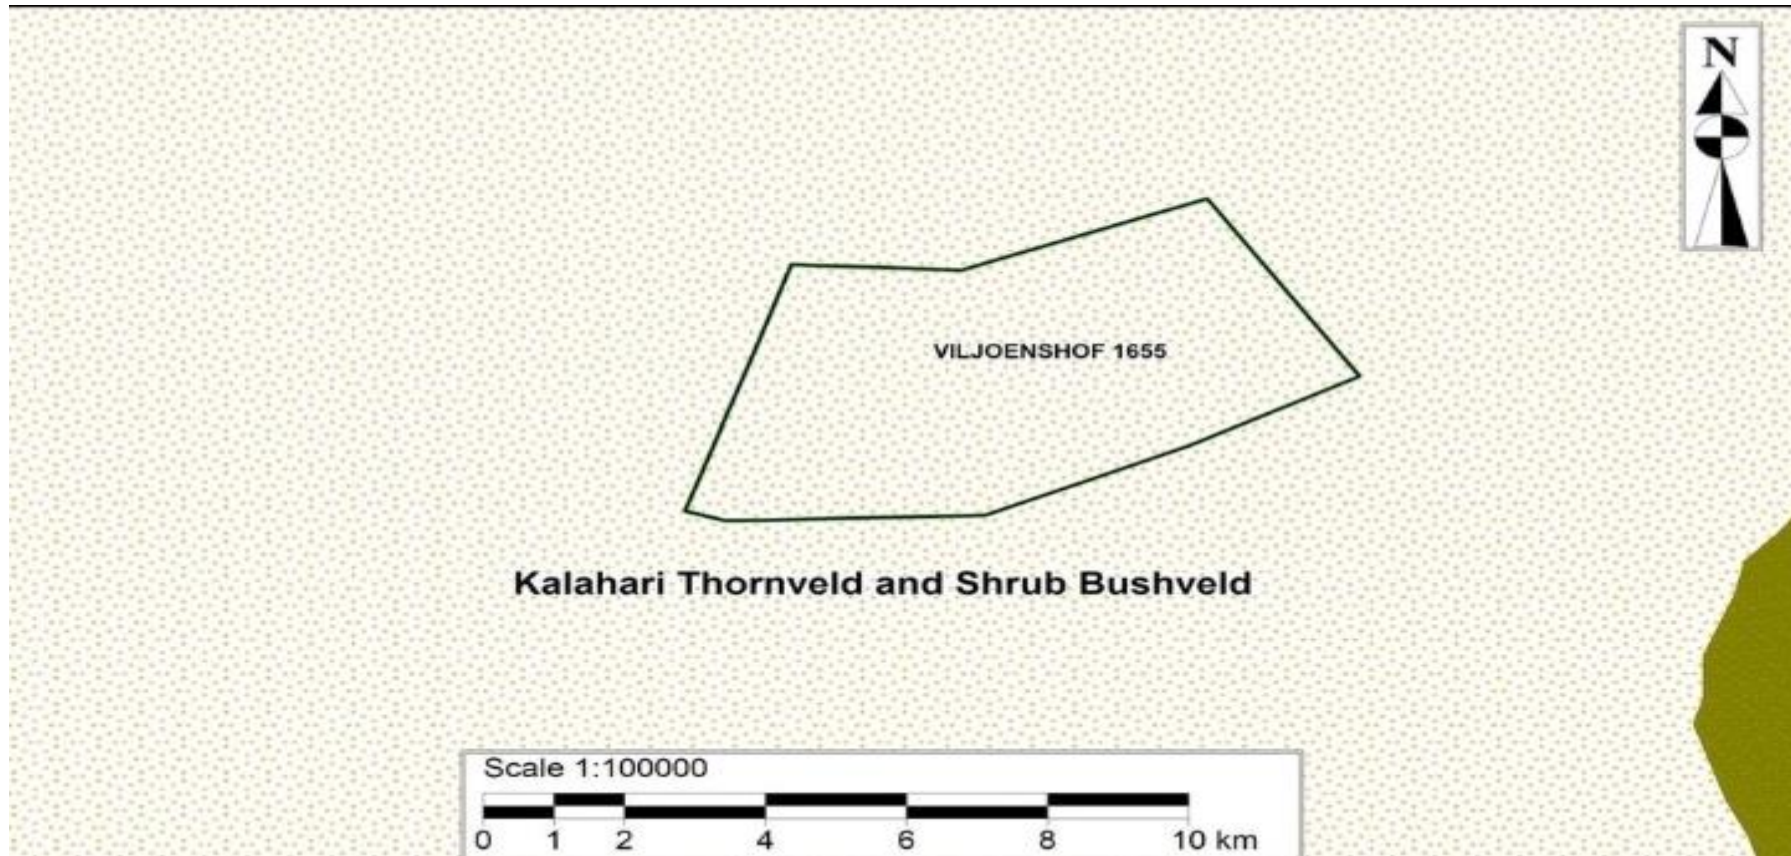 N
VILJOENSHOF 1655
Kalahari Thornveld and Shrub Bushveld
Scale 1:100000
0 1 2 4 6 8 10 km